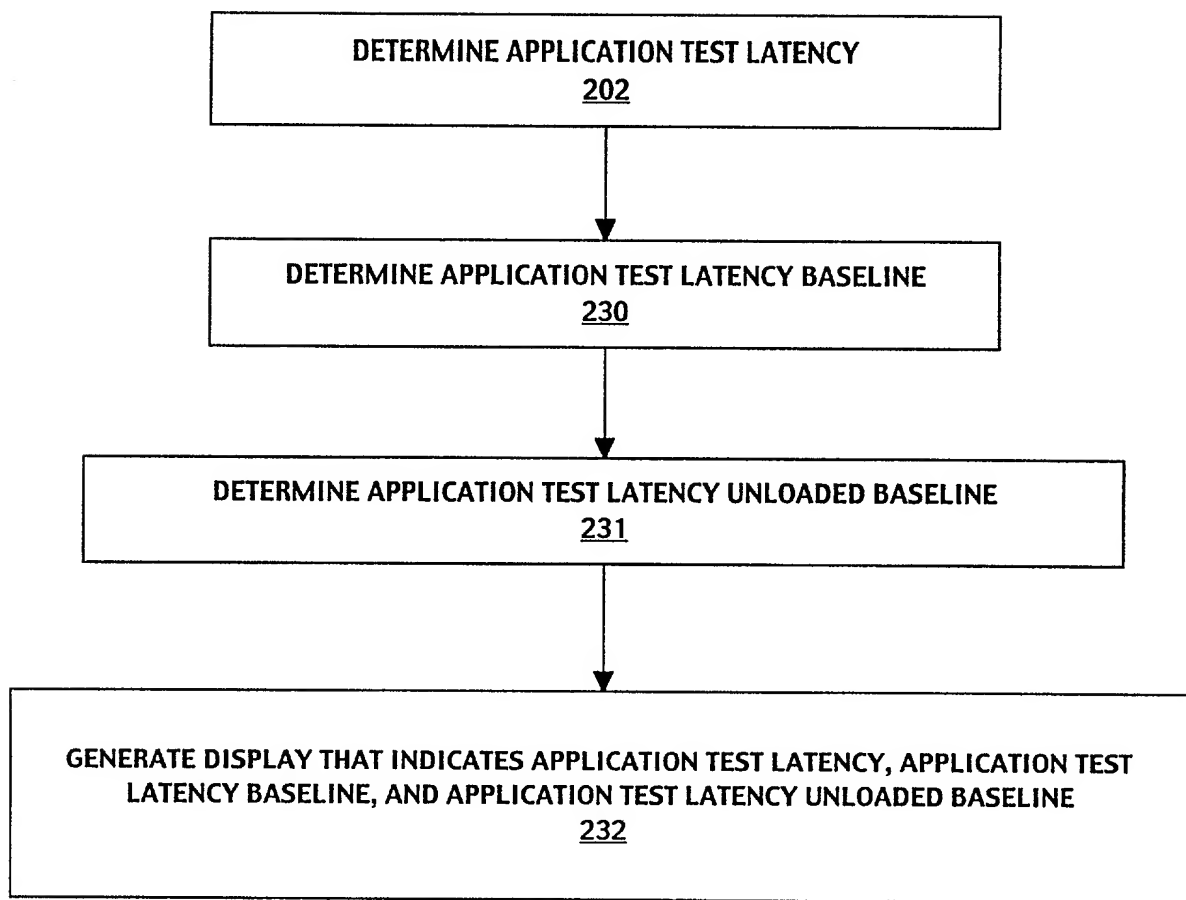 DETERMINE APPLICATION TEST LATENCY
202
DETERMINE APPLICATION TEST LATENCY BASELINE
230
DETERMINE APPLICATION TEST LATENCY UNLOADED BASELINE
231
GENERATE DISPLAY THAT INDICATES APPLICATION TEST LATENCY, APPLICATION TEST
LATENCY BASELINE, AND APPLICATION TEST LATENCY UNLOADED BASELINE
232